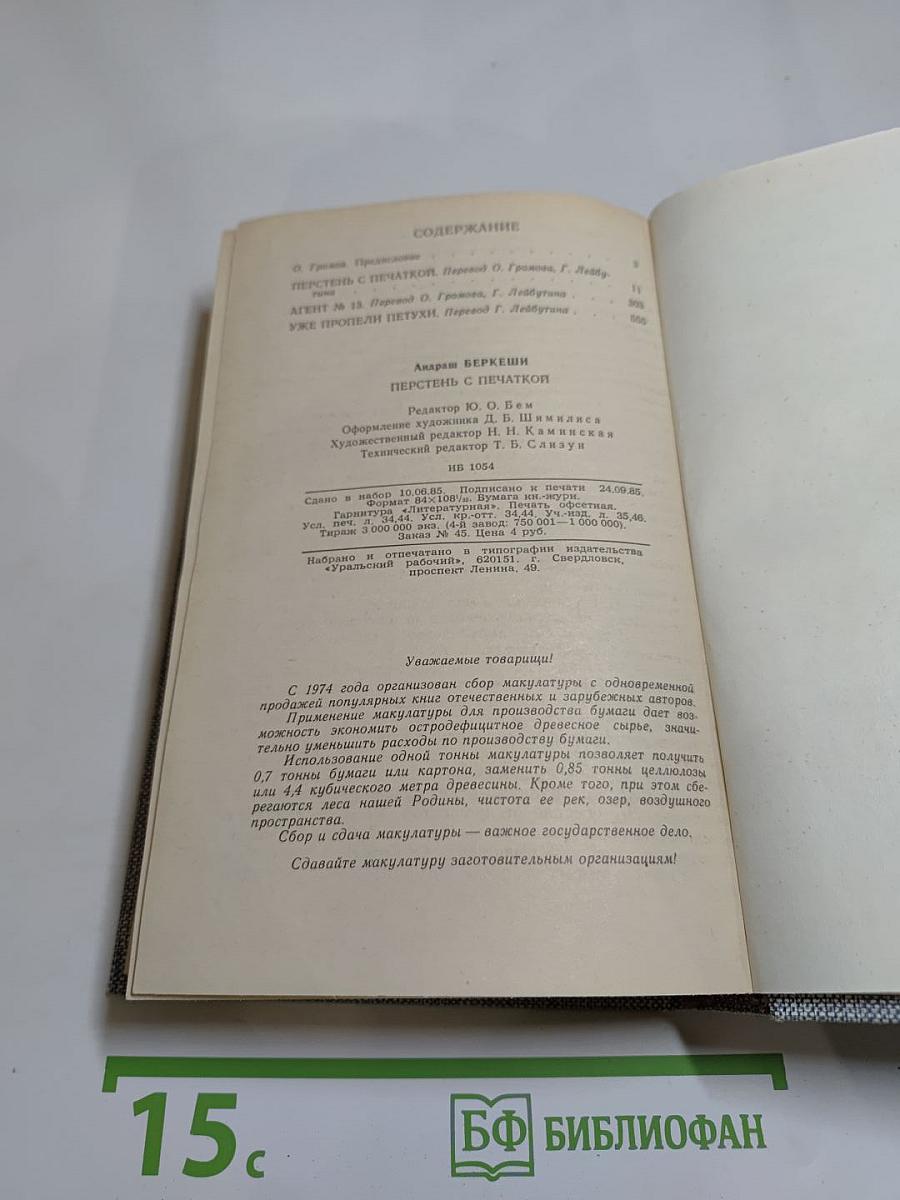 СОДЕРЖАНИЕ
О. Громов. Предисловие . . . . . . . . . . 5
ПЕРСТЕНЬ С ПЕЧАТКОЙ. Перевод О. Громова, Г. Лейбу-
тина . . . . . . . . . . 11
АГЕНТ № 13. Перевод О. Громова, Г. Лейбутина . . . .
УЖЕ ПРОПЕЛИ ПЕТУХИ. Перевод Г. Лейбутина . . . .
Андраш БЕРКЕШИ
ПЕРСТЕНЬ С ПЕЧАТКОЙ
Редактор Ю. О. Бем
Оформление художника Д. Б. Шимилиса
Художественный редактор Н. Н. Каминская
Технический редактор Т. Б. Слизун
ИБ 1054
Сдано в набор 10.06.85. Подписано к печати 24.09.85.
Формат 84×108¹/₃₂. Бумага кн.-журн.
Гарнитура «Литературная». Печать офсетная.
Усл. печ. л. 34,44. Усл. кр.-отт. 34,44. Уч.-изд. л. 35,46.
Тираж 3 000 000 экз. (4-й завод: 750 001—1 000 000).
Заказ № 45. Цена 4 руб.
Набрано и отпечатано в типографии издательства
«Уральский рабочий», 620151. г. Свердловск,
проспект Ленина, 49.
Уважаемые товарищи!
С 1974 года организован сбор макулатуры с одновременной
продажей популярных книг отечественных и зарубежных авторов.
Применение макулатуры для производства бумаги дает воз-
можность экономить остродефицитное древесное сырье, значи-
тельно уменьшить расходы по производству бумаги.
Использование одной тонны макулатуры позволяет получить
0,7 тонны бумаги или картона, заменить 0,85 тонны целлюлозы
или 4,4 кубического метра древесины. Кроме того, при этом сбе-
регаются леса нашей Родины, чистота ее рек, озер, воздушного
пространства.
Сбор и сдача макулатуры — важное государственное дело.
Сдавайте макулатуру заготовительным организациям!
15 с
БФ БИБЛИОФАН